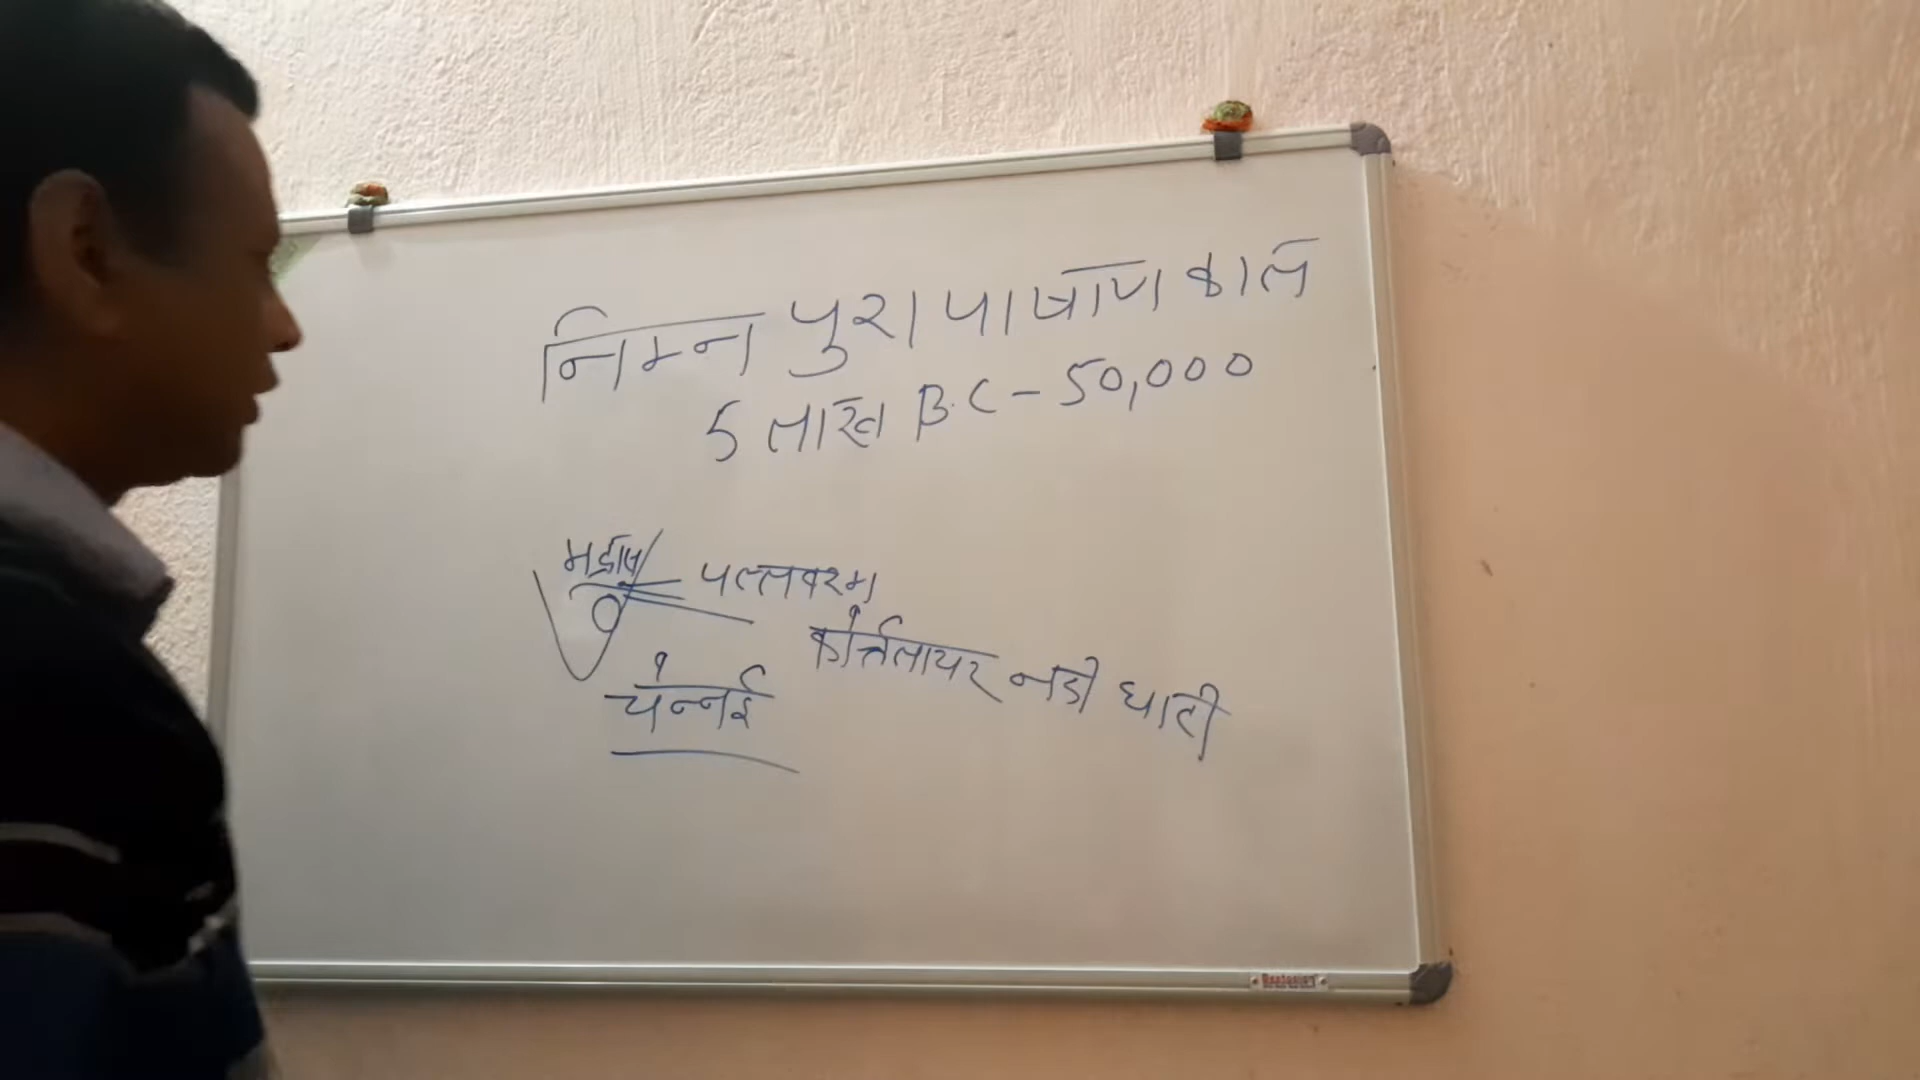 निम्न पुरा पाषाण काल
5 लाख B.C - 50,000
मद्रास
पल्लवरम
कोर्त्तलायर नदी घाटी
चेन्नई